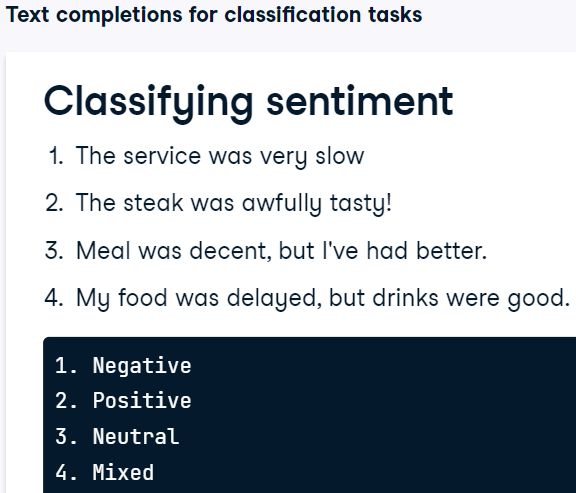 Text completions for classification tasks
Classifying sentiment
1. The service was very slow
2. The steak was awfully tasty!
3. Meal was decent, but I've had better.
4. My food was delayed, but drinks were good.
1. Negative
2. Positive
3. Neutral
4. Mixed